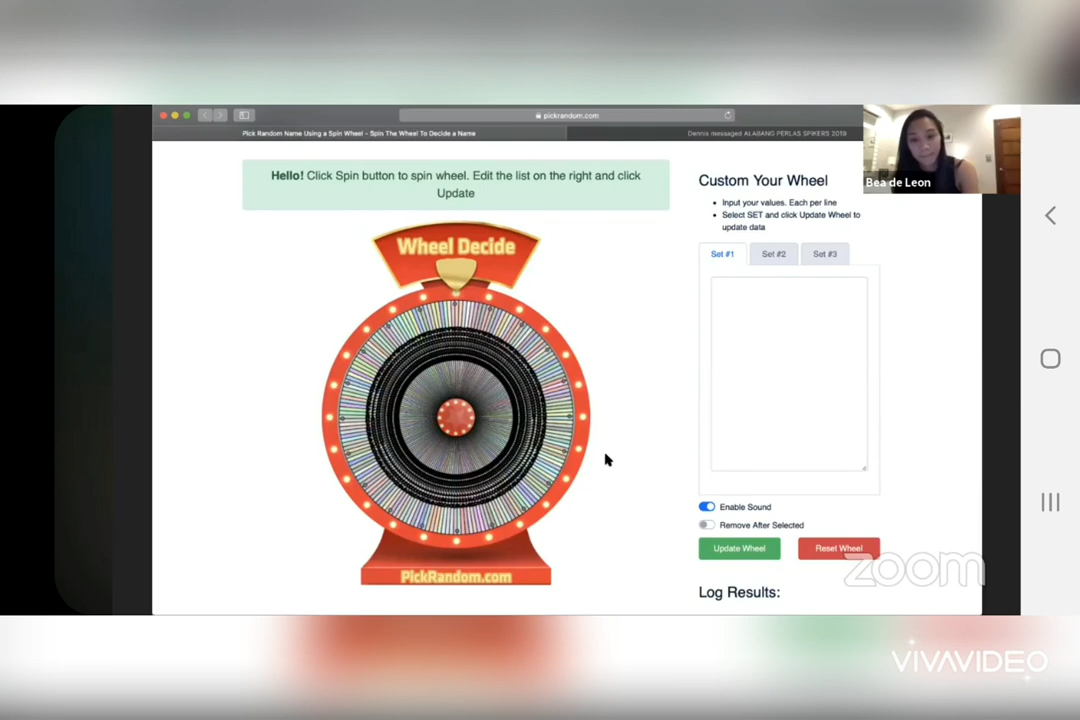 pickrandom.com
Pick Random Name Using a Spin Wheel - Spin The Wheel To Decide a Name
Dennis messaged ALABANG PERLAS SPIKERS 2019
Hello! Click Spin button to spin wheel. Edit the list on the right and click
Update
Wheel Decide
PickRandom.com
Bea de Leon
Custom Your Wheel
Input your values. Each per line
Select SET and click Update Wheel to
update data
Set #1
Set #2
Set #3
Enable Sound
Remove After Selected
Update Wheel
Reset Wheel
Log Results:
zoom
VIVAVIDEO